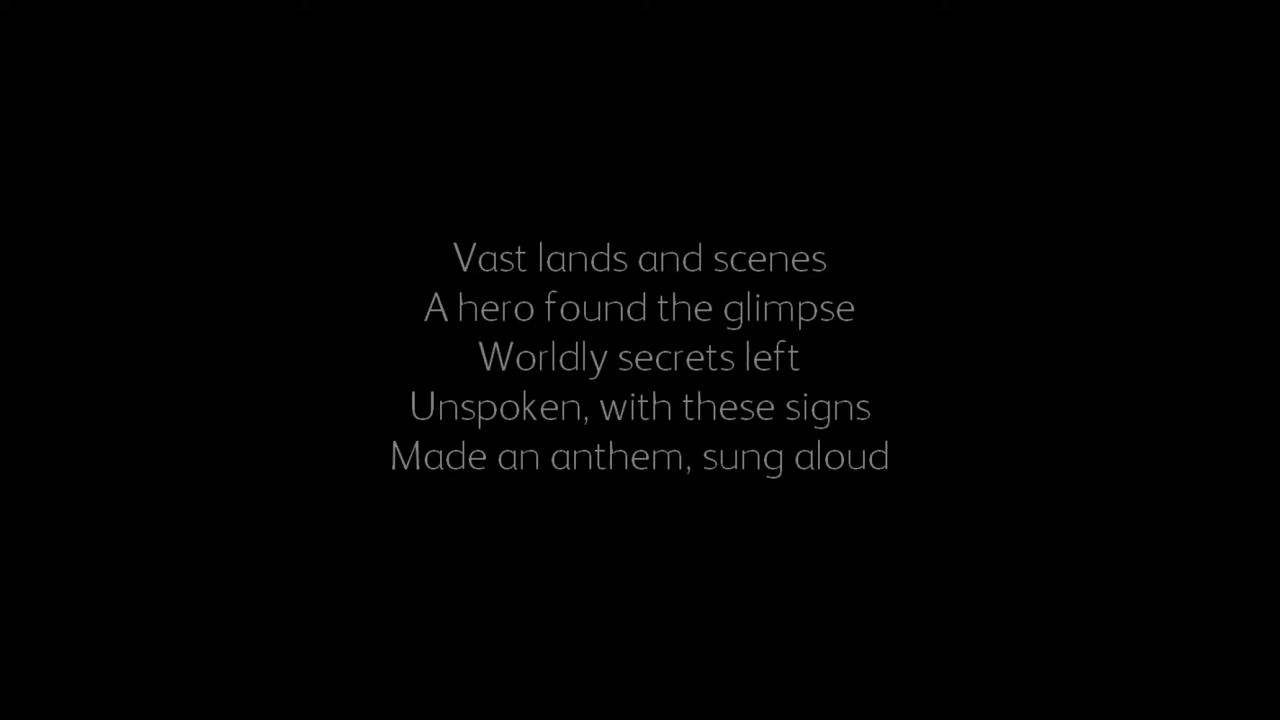 Vast lands and scenes
A hero found the glimpse
Worldly secrets left
Unspoken, with these signs
Made an anthem, sung aloud